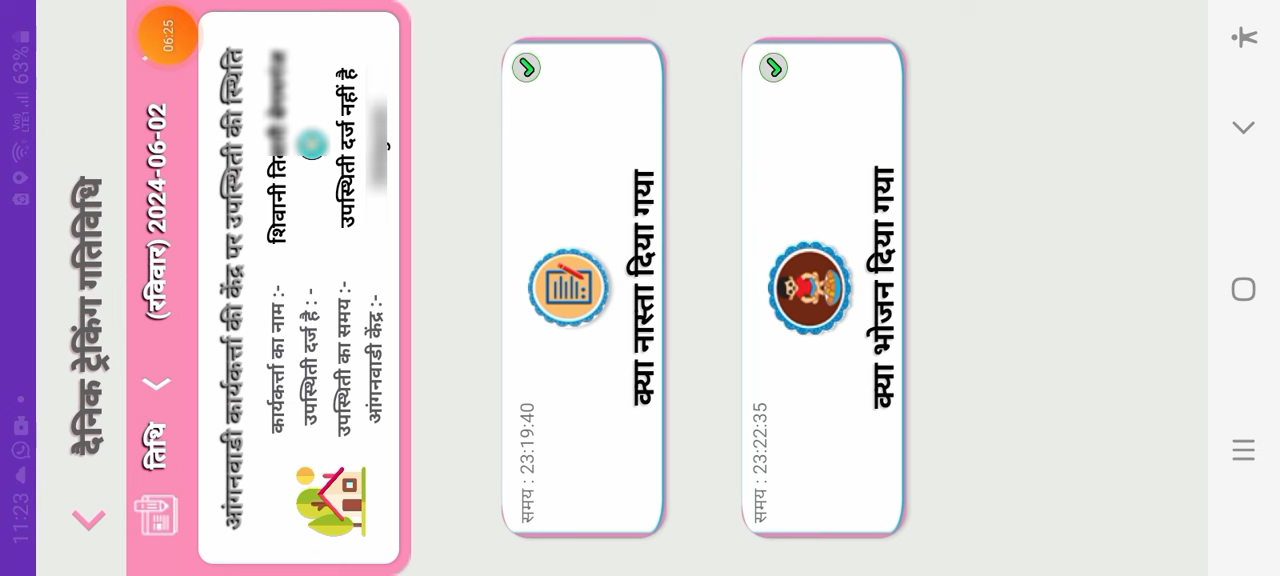 11:23
LTE1 63%
दैनिक ट्रेकिंग गतिविधि
तिथि
(रविवार) 2024-06-02
06:25
आंगनवाडी कार्यकर्त्ता की केंद्र पर उपस्थिती की स्थिति
कार्यकर्त्ता का नाम :- शिवानी
उपस्थिती दर्ज है : -
उपस्थिती का समय :- उपस्थिती दर्ज नहीं है
आंगनवाडी केंद्र :-
समय : 23:19:40
क्या नास्ता दिया गया
समय : 23:22:35
क्या भोजन दिया गया